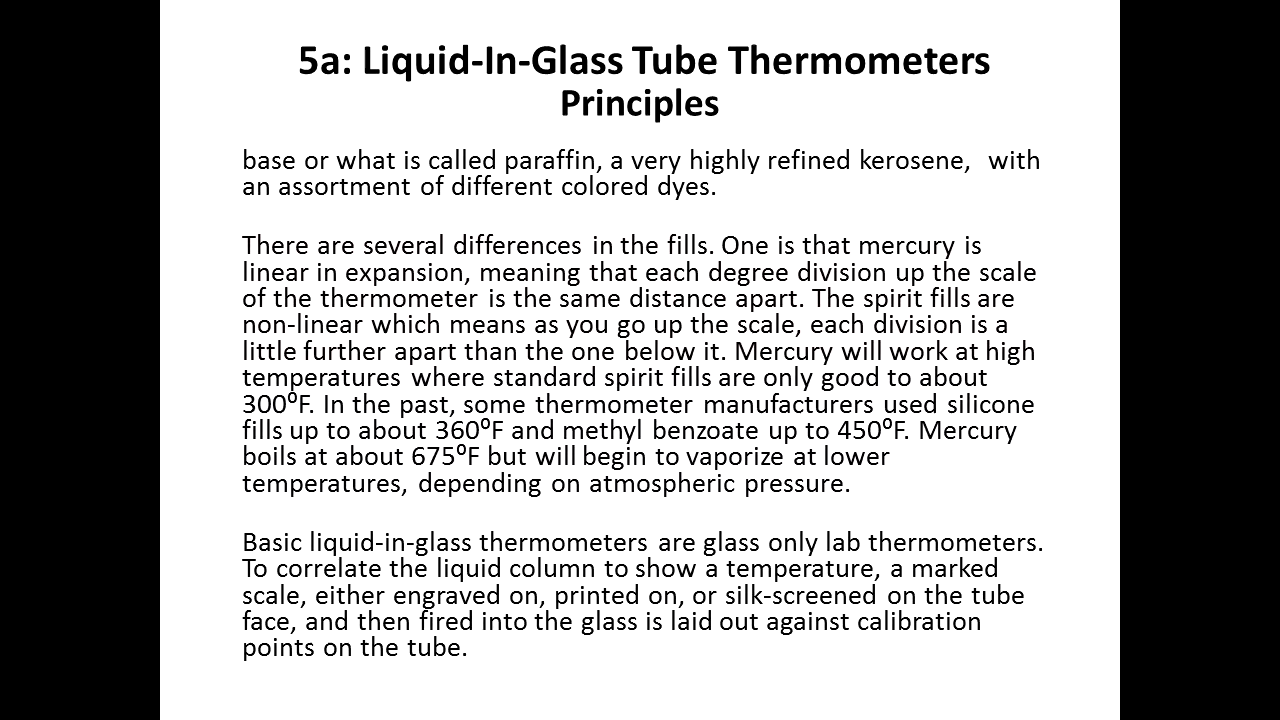 5a: Liquid-In-Glass Tube Thermometers
Principles
base or what is called paraffin, a very highly refined kerosene,  with
an assortment of different colored dyes.
There are several differences in the fills. One is that mercury is
linear in expansion, meaning that each degree division up the scale
of the thermometer is the same distance apart. The spirit fills are
non-linear which means as you go up the scale, each division is a
little further apart than the one below it. Mercury will work at high
temperatures where standard spirit fills are only good to about
300⁰F. In the past, some thermometer manufacturers used silicone
fills up to about 360⁰F and methyl benzoate up to 450⁰F. Mercury
boils at about 675⁰F but will begin to vaporize at lower
temperatures, depending on atmospheric pressure.
Basic liquid-in-glass thermometers are glass only lab thermometers.
To correlate the liquid column to show a temperature, a marked
scale, either engraved on, printed on, or silk-screened on the tube
face, and then fired into the glass is laid out against calibration
points on the tube.